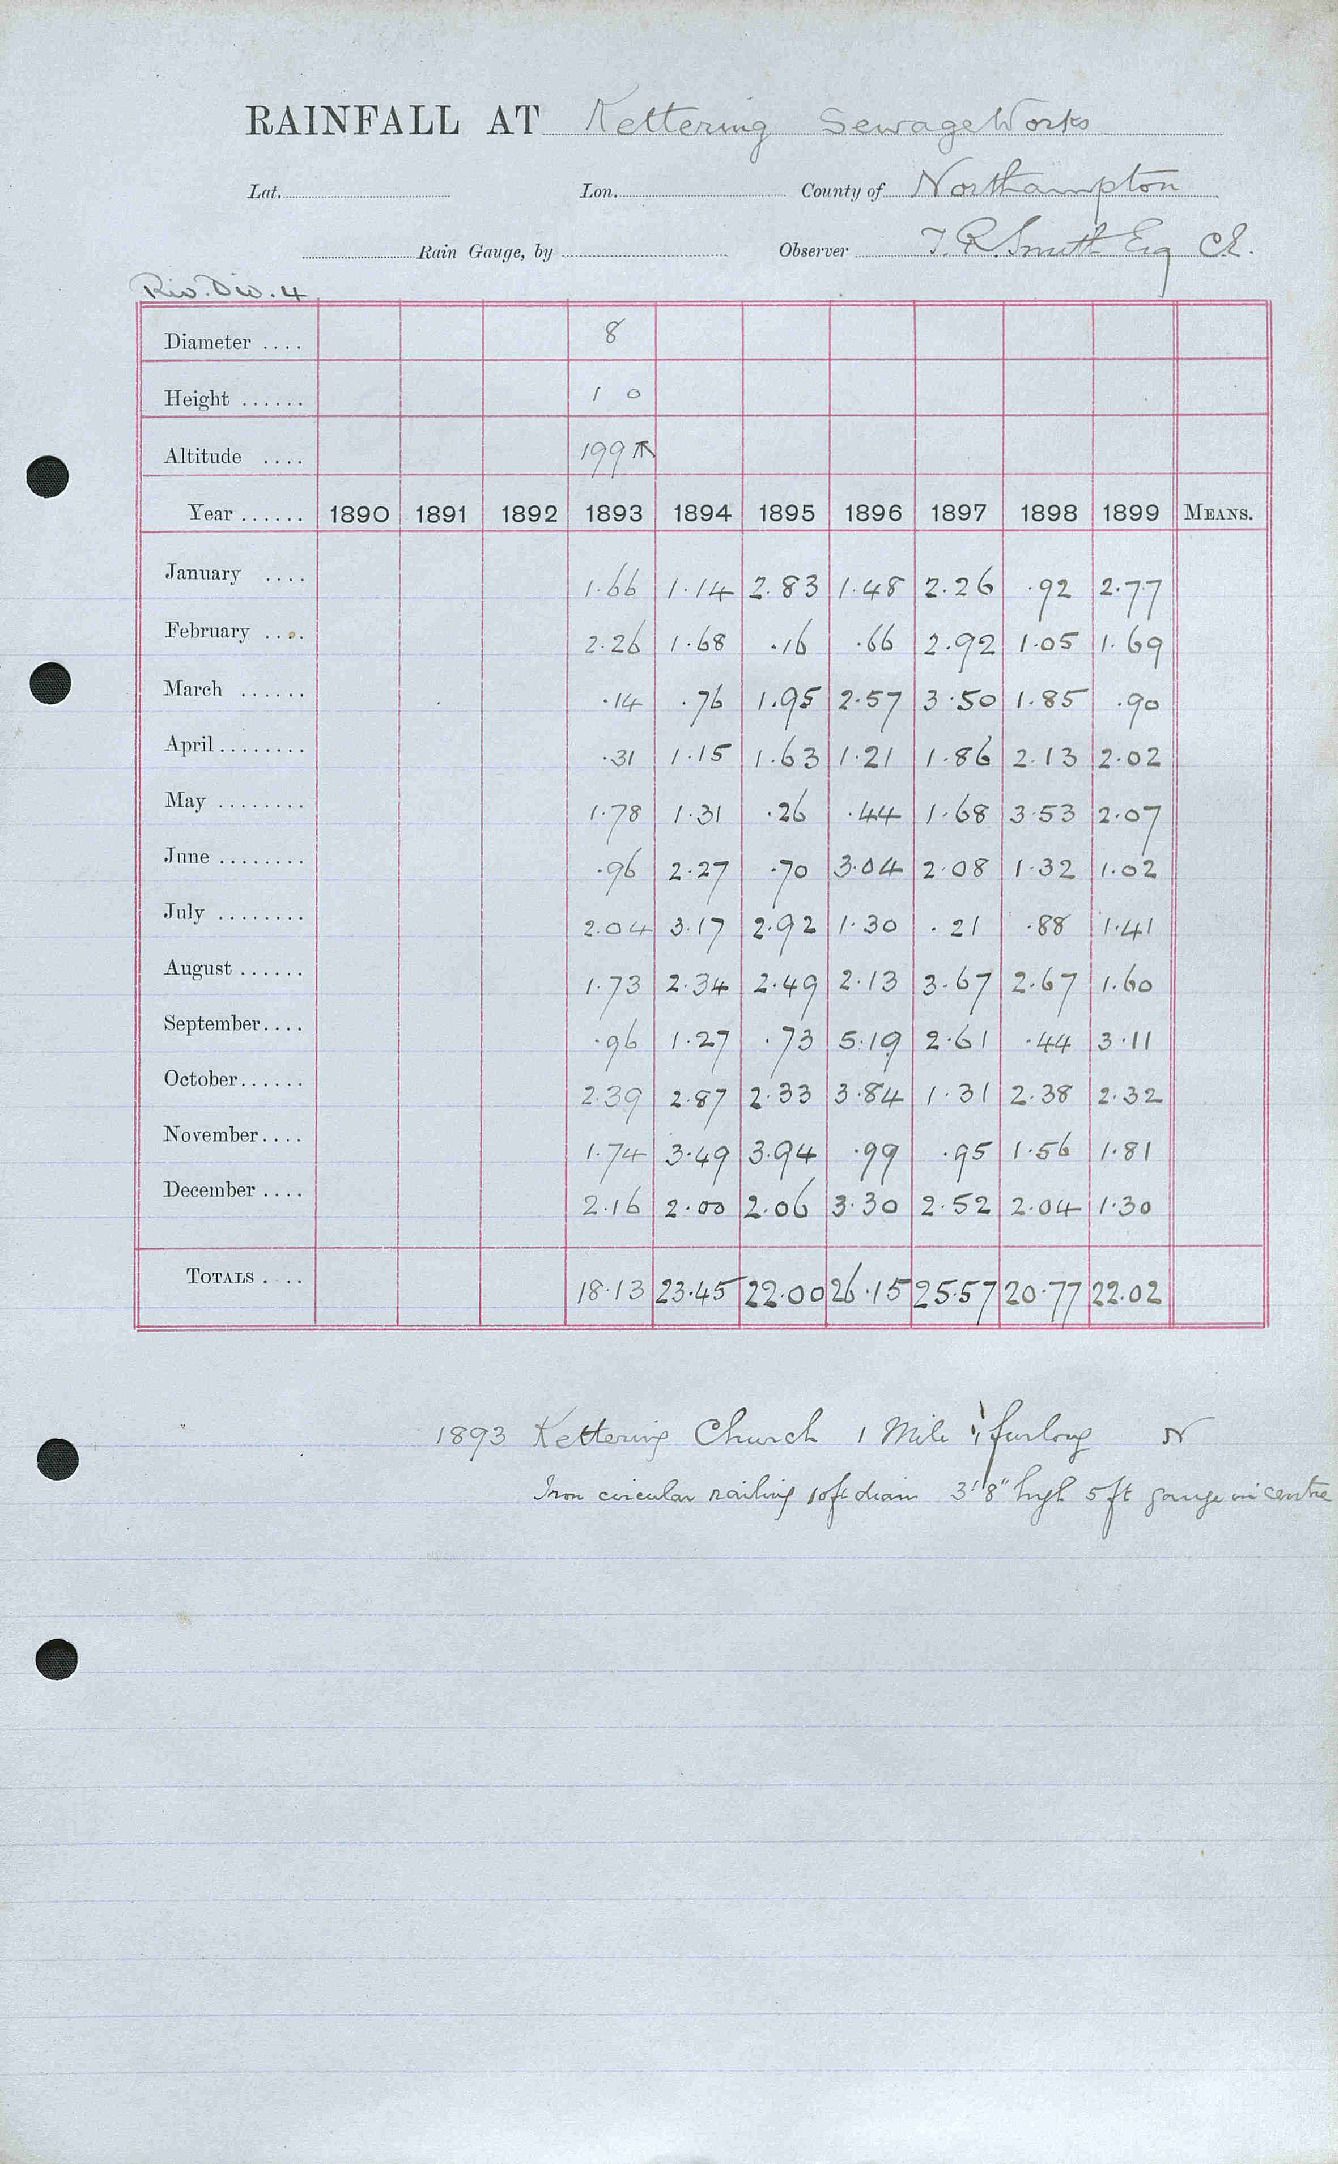 RAINFALL AT Kettering Sewage Works
Lat. Lon. County of Northampton
Rain Gauge, by Observer T. R. Smith Esq C.E.
Riv. Div. 4.
Diameter .... 8
Height ...... 1 0
Altitude .... 199
Year ...... 1890 1891 1892 1893 1894 1895 1896 1897 1898 1899 MEANS.
January .... 1.66 1.14 2.83 1.48 2.26 .92 2.77
February .... 2.26 1.68 .16 .66 2.92 1.05 1.69
March ...... .14 .76 1.95 2.57 3.50 1.85 .90
April ........ .31 1.15 1.63 1.21 1.86 2.13 2.02
May ........ 1.78 1.31 .26 .44 1.68 3.53 2.07
June ........ .96 2.27 .70 3.04 2.08 1.32 1.02
July ........ 2.04 3.17 2.92 1.30 .21 .88 1.41
August ...... 1.73 2.34 2.49 2.13 3.67 2.67 1.60
September .... .96 1.27 .73 5.19 2.61 .44 3.11
October ...... 2.39 2.87 2.33 3.84 1.31 2.38 2.32
November .... 1.74 3.49 3.94 .99 .95 1.56 1.81
December .... 2.16 2.00 2.06 3.30 2.52 2.04 1.30
TOTALS .... 18.13 23.45 22.00 26.15 25.57 20.77 22.02
1893 Kettering Church 1 Mile 1 furlong N
Iron circular railing 10ft diam 3'8" high 5ft gauge in centre